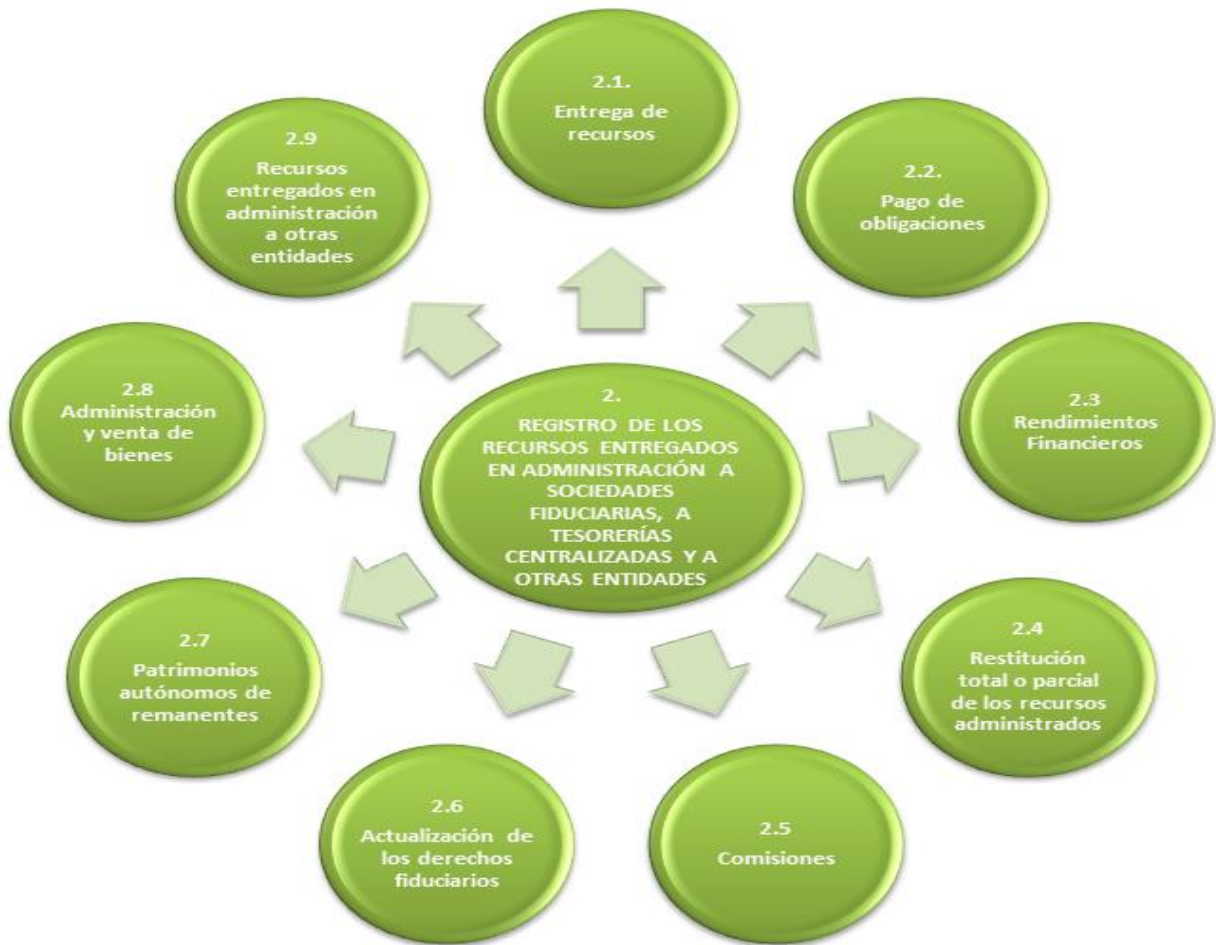 2.
REGISTRO DE LOS
RECURSOS ENTREGADOS
EN ADMINISTRACIÓN A
SOCIEDADES
FIDUCIARIAS, A
TESORERÍAS
CENTRALIZADAS Y A
OTRAS ENTIDADES
2.1.
Entrega de
recursos
2.2.
Pago de
obligaciones
2.3
Rendimientos
Financieros
2.4
Restitución
total o parcial
de los recursos
administrados
2.5
Comisiones
2.6
Actualización de
los derechos
fiduciarios
2.7
Patrimonios
autónomos de
remanentes
2.8
Administración
y venta de
bienes
2.9
Recursos
entregados en
administración
a otras
entidades